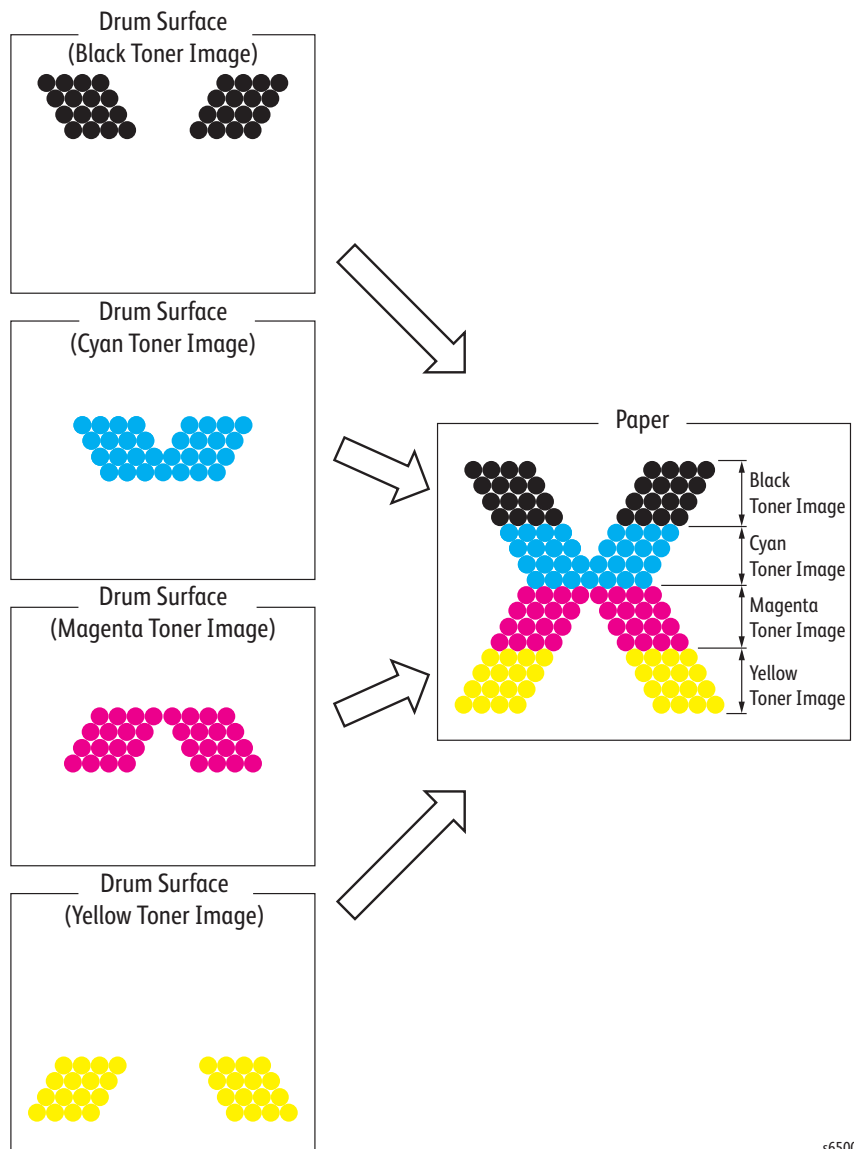 Drum Surface
(Black Toner Image)
Drum Surface
(Cyan Toner Image)
Drum Surface
(Magenta Toner Image)
Drum Surface
(Yellow Toner Image)
Paper
Black
Toner Image
Cyan
Toner Image
Magenta
Toner Image
Yellow
Toner Image
s6500